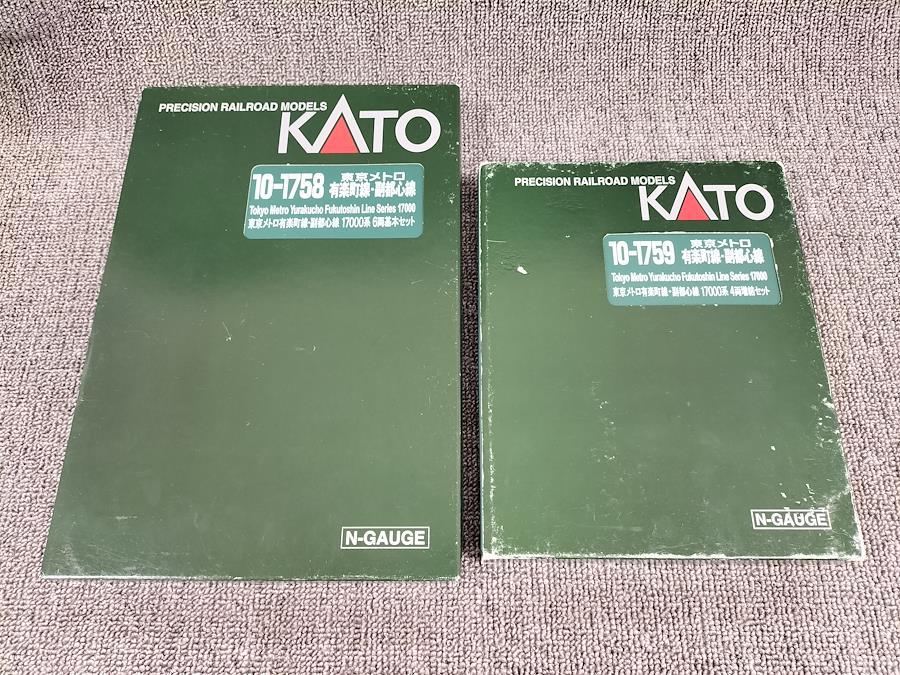 PRECISION RAILROAD MODELS
KATO
10-1758
東京メトロ
有楽町線・副都心線
Tokyo Metro Yurakucho Fukutoshin Line Series 17000
東京メトロ有楽町線・副都心線 17000系 6両基本セット
N-GAUGE
PRECISION RAILROAD MODELS
KATO
10-1759
東京メトロ
有楽町線・副都心線
Tokyo Metro Yurakucho Fukutoshin Line Series 17000
東京メトロ有楽町線・副都心線 17000系 4両増結セット
N-GAUGE